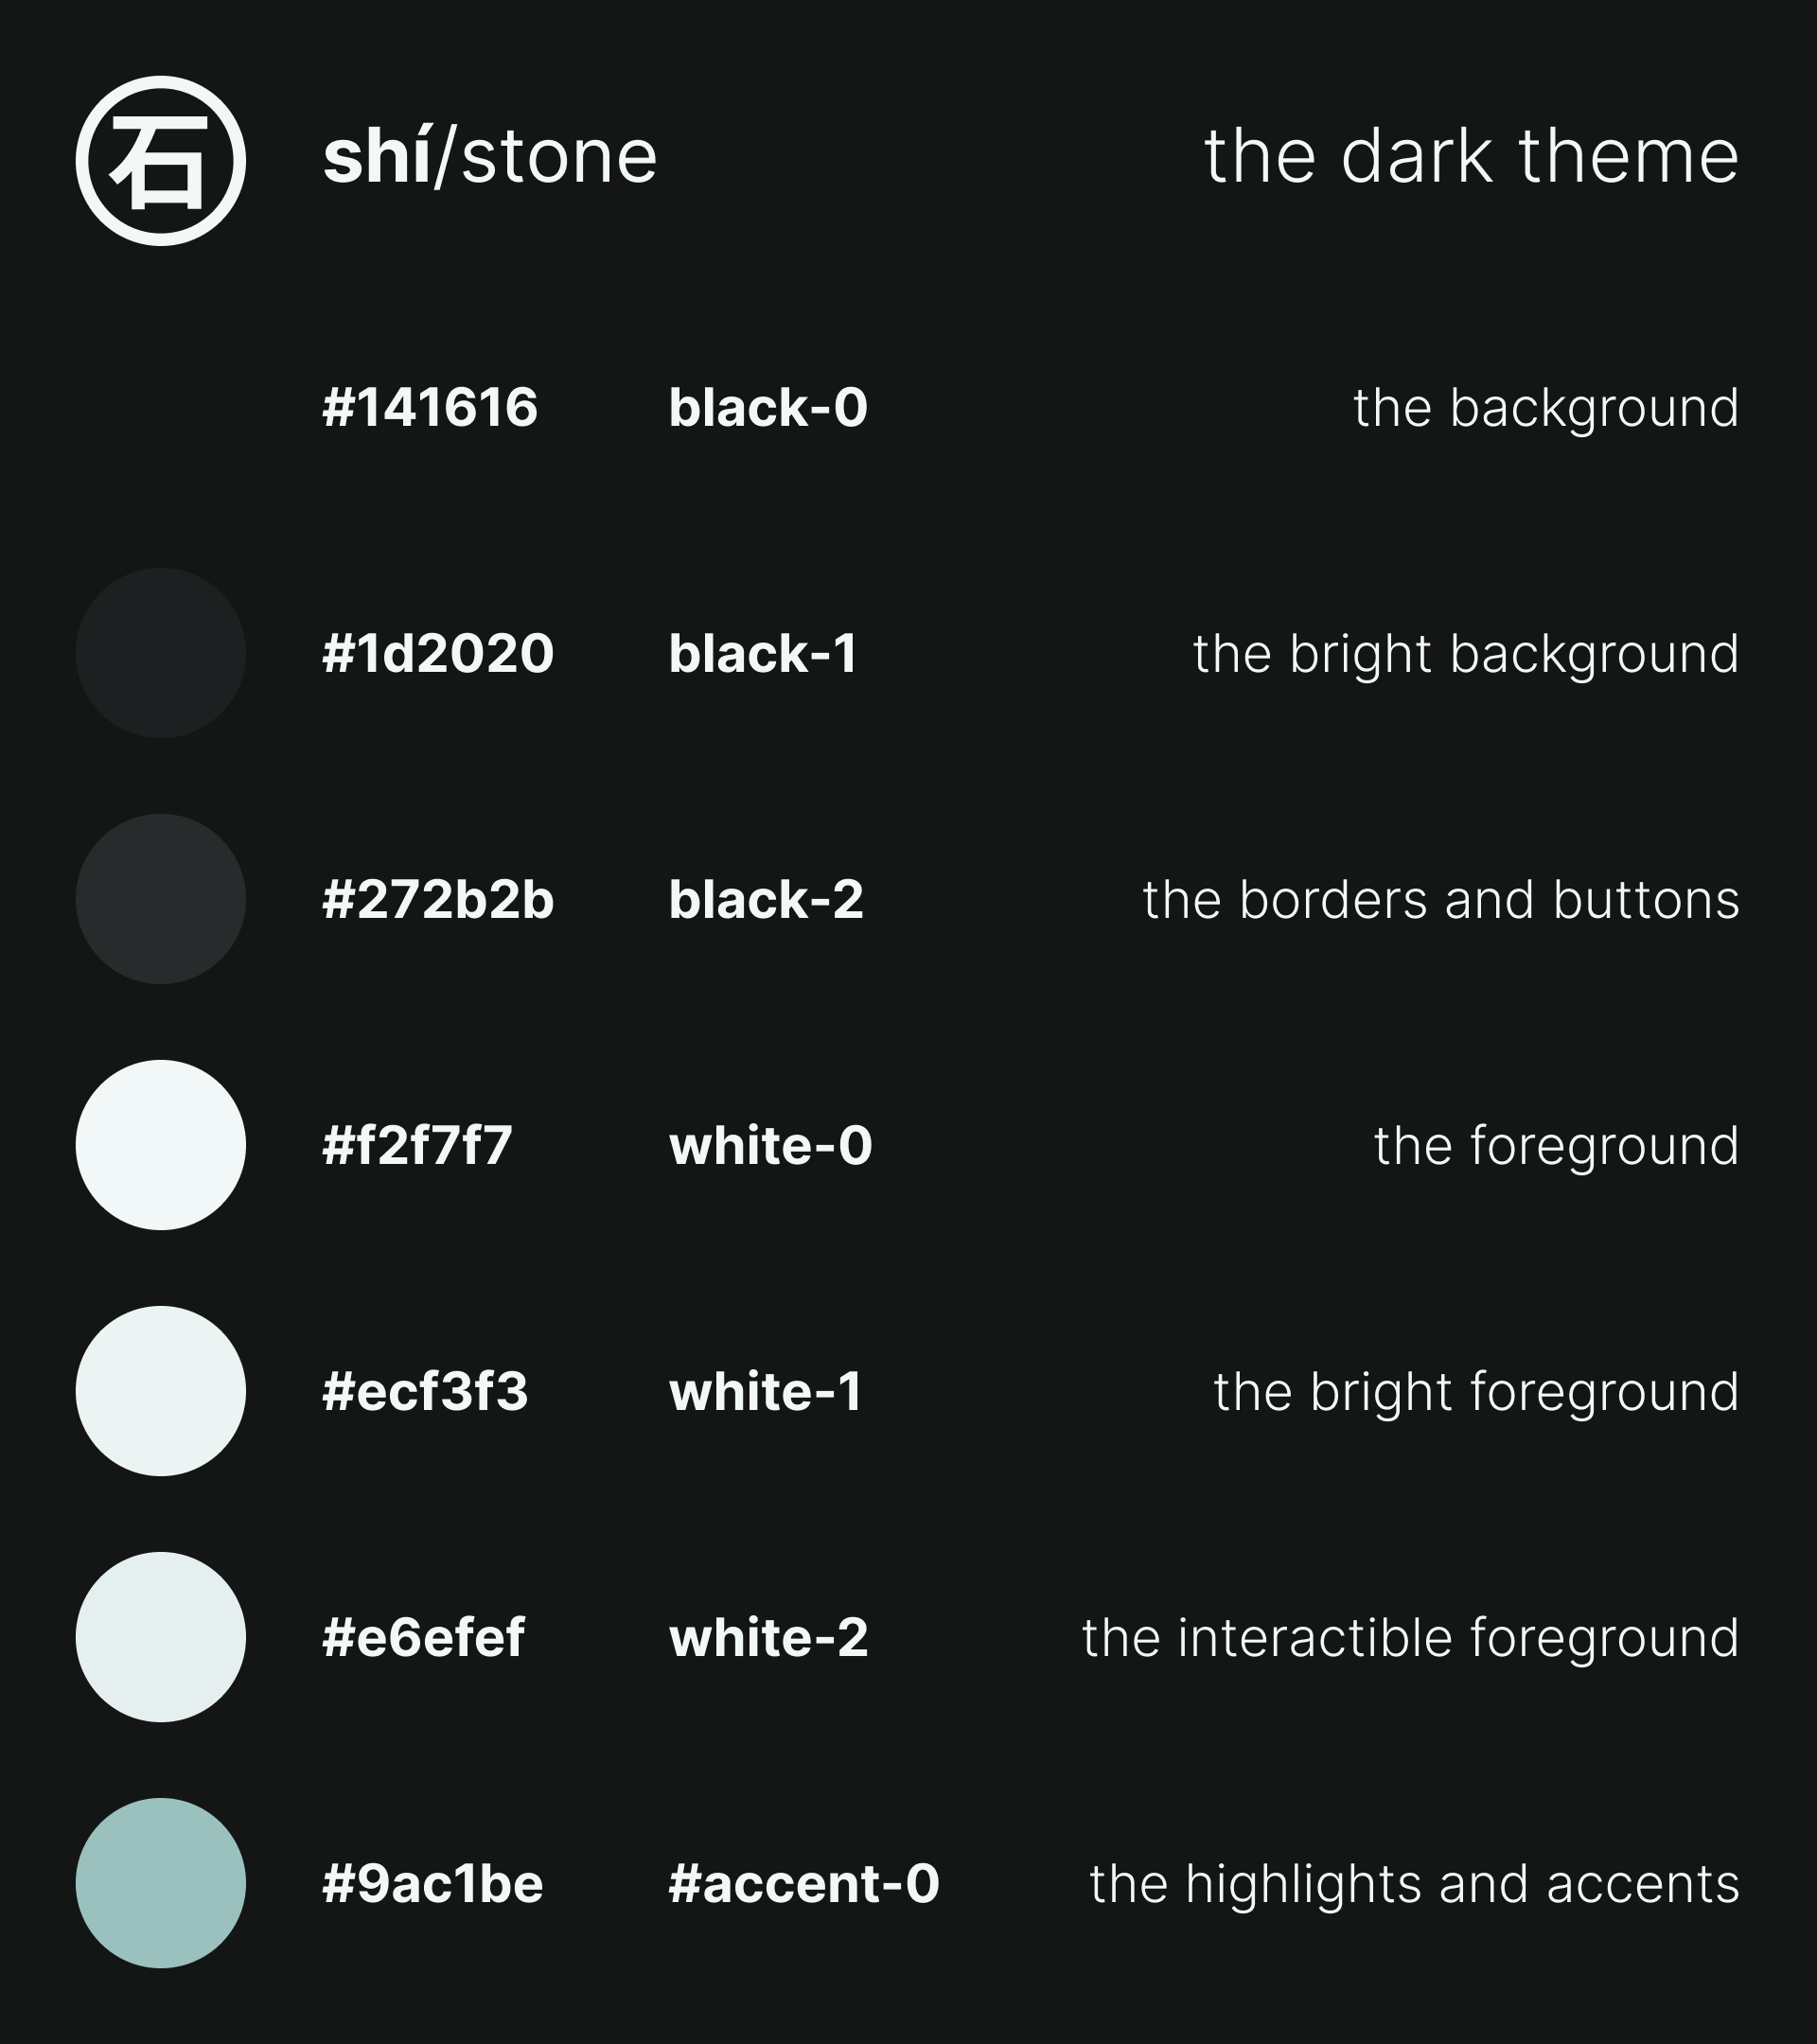 石 shí/stone the dark theme
#141616 black-0 the background
#1d2020 black-1 the bright background
#272b2b black-2 the borders and buttons
#f2f7f7 white-0 the foreground
#ecf3f3 white-1 the bright foreground
#e6efef white-2 the interactible foreground
#9ac1be #accent-0 the highlights and accents